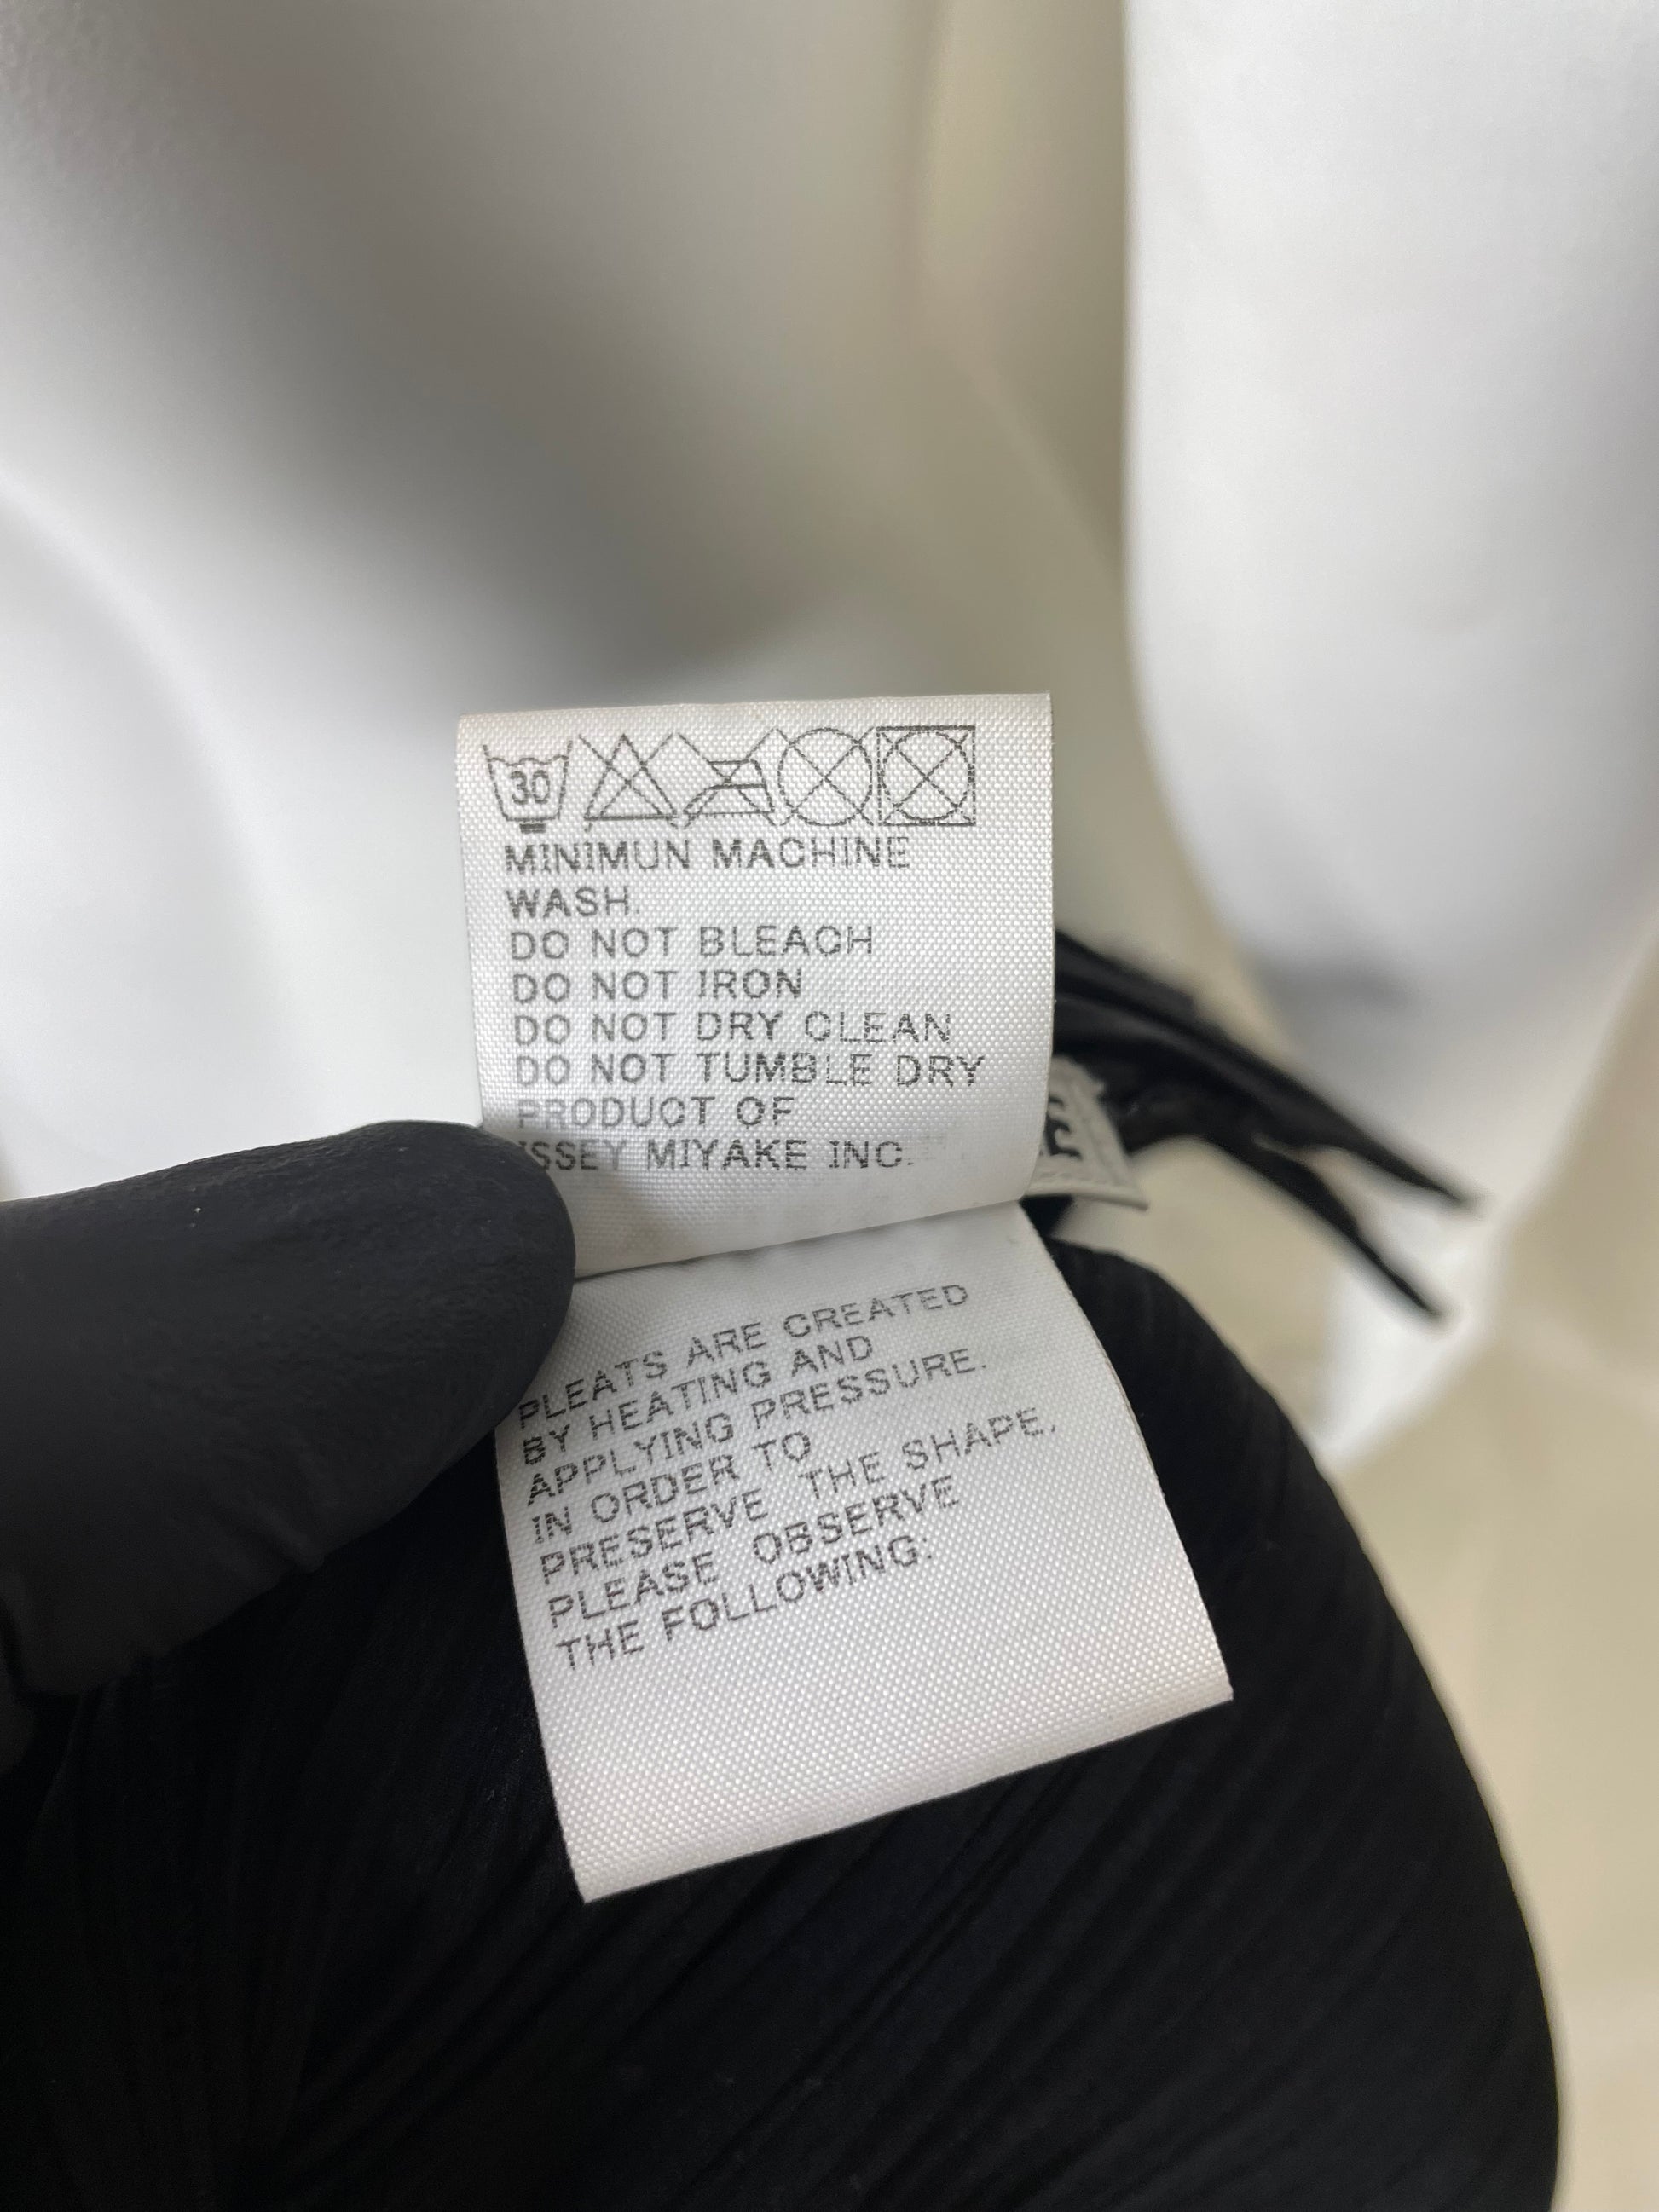 30
MINIMUN MACHINE
WASH.
DO NOT BLEACH
DO NOT IRON
DO NOT DRY CLEAN
DO NOT TUMBLE DRY
PRODUCT OF
ISSEY MIYAKE INC.
E
PLEATS ARE CREATED
BY HEATING AND
APPLYING PRESSURE.
IN ORDER TO
PRESERVE THE SHAPE,
PLEASE OBSERVE
THE FOLLOWING: